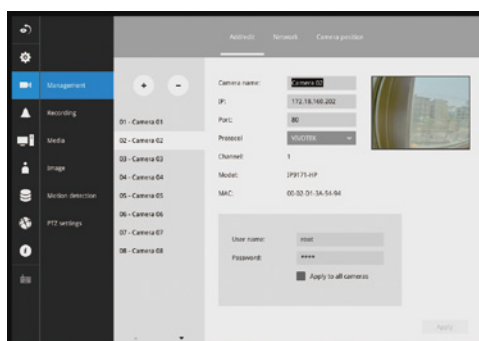 Add/edit Network Camera position
Management
Recording
Media
Image
Motion detection
PTZ settings
01 - Camera-01
02 - Camera-02
03 - Camera-03
04 - Camera-04
05 - Camera-05
06 - Camera-06
07 - Camera-07
08 - Camera-08
Camera name: Camera-02
IP: 172.18.160.202
Port: 80
Protocol VIVOTEK
Channel: 1
Model: IP9171-HP
MAC: 00-02-D1-3A-54-94
User name: root
Password: ****
Apply to all cameras
Apply